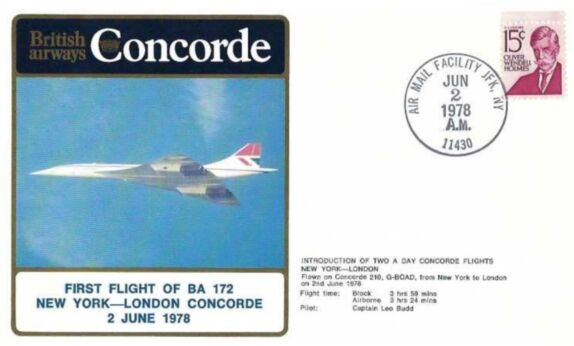 British
airways
Concorde
FIRST FLIGHT OF BA 172
NEW YORK—LONDON CONCORDE
2 JUNE 1978
AIR MAIL FACILITY JFK, NY
JUN
2
1978
A.M.
11430
15¢
OLIVER
WENDELL
HOLMES
INTRODUCTION OF TWO A DAY CONCORDE FLIGHTS
NEW YORK—LONDON
Flown on Concorde 210, G-BOAD, from New York to London
on 2nd June 1978
Flight time: Block 3 hrs 59 mins
Airborne 3 hrs 24 mins
Pilot: Captain Leo Budd